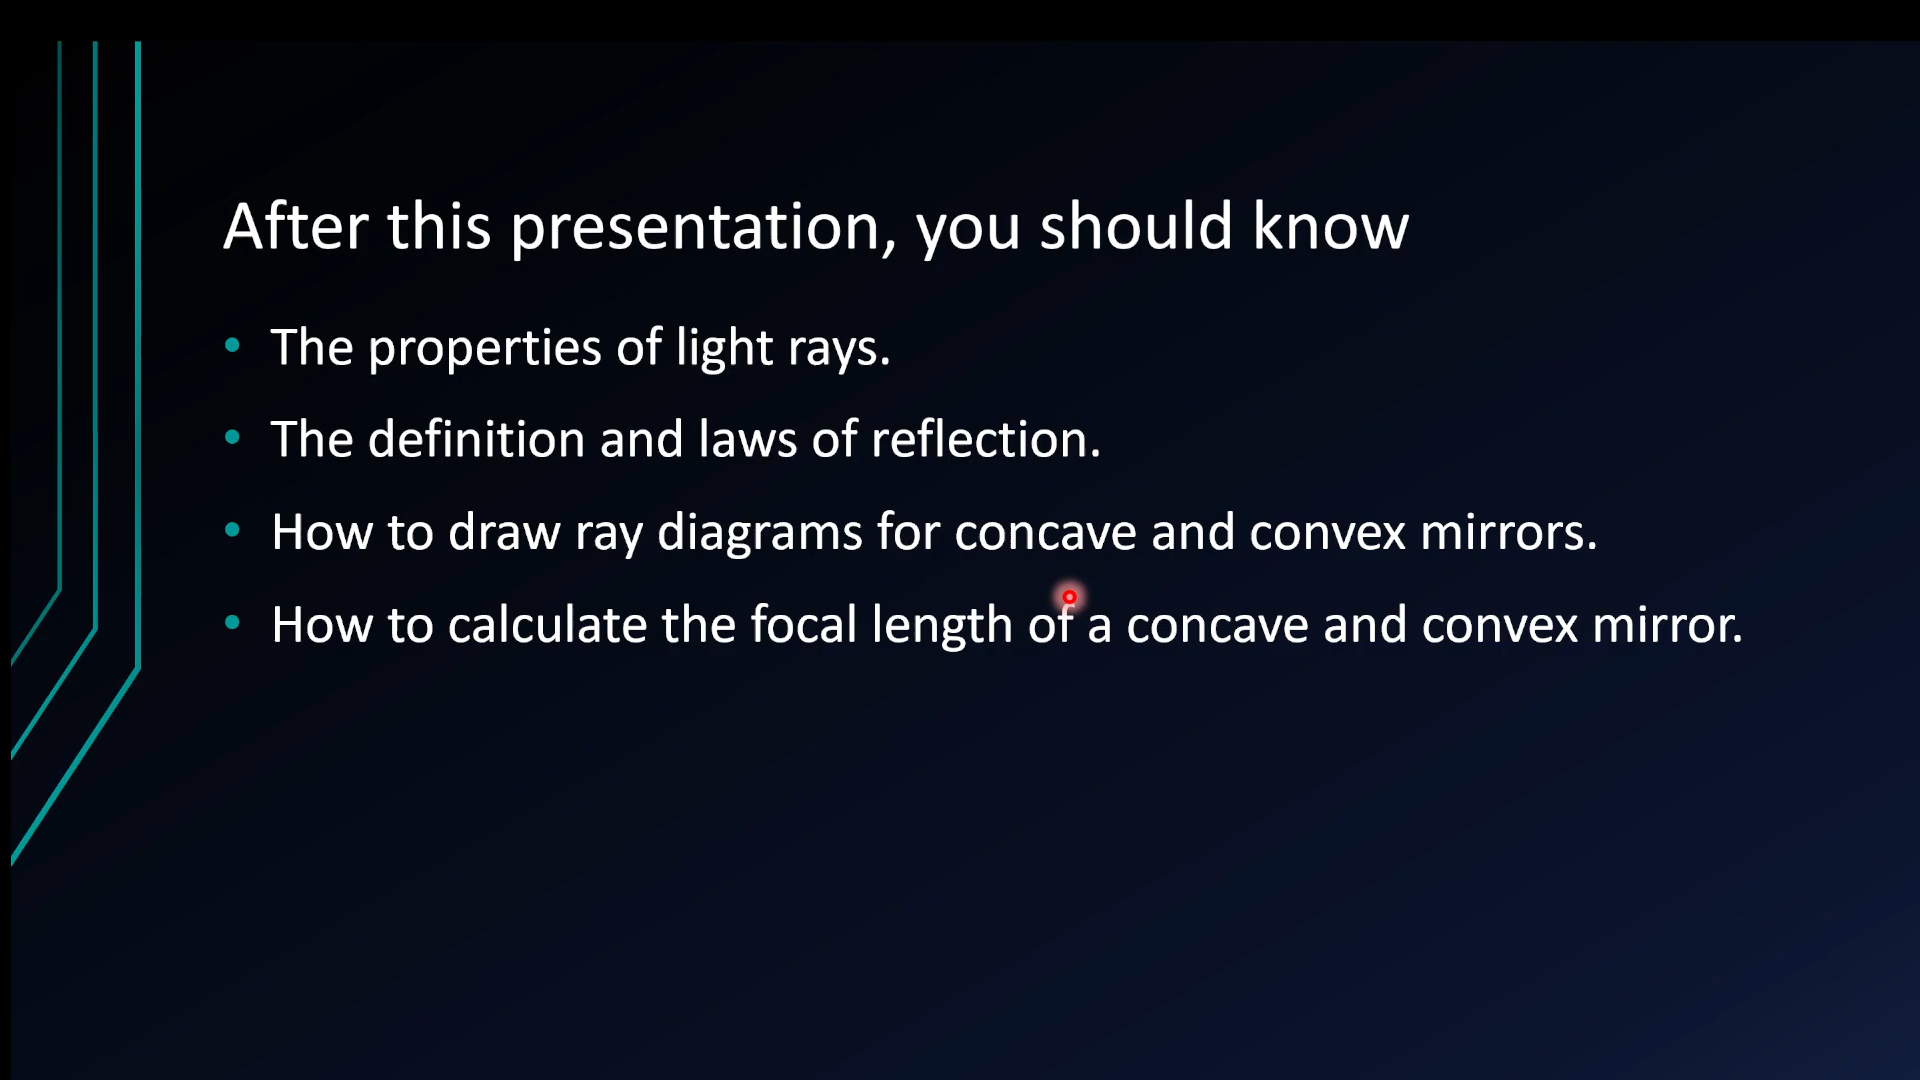 After this presentation, you should know
• The properties of light rays.
• The definition and laws of reflection.
• How to draw ray diagrams for concave and convex mirrors.
• How to calculate the focal length of a concave and convex mirror.